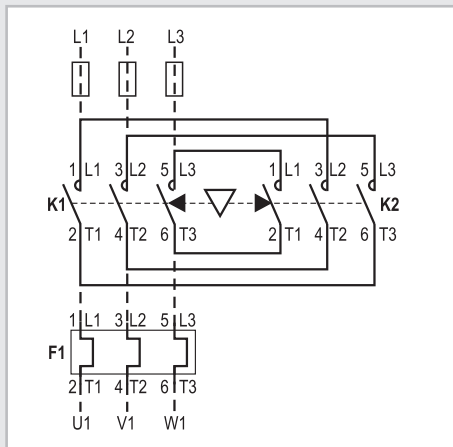 L1 L2 L3
1 L1 3 L2 5 L3 1 L1 3 L2 5 L3
K1 K2
2 T1 4 T2 6 T3 2 T1 4 T2 6 T3
1 L1 3 L2 5 L3
F1
2 T1 4 T2 6 T3
U1 V1 W1